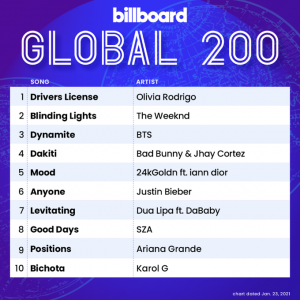 billboard
GLOBAL 200
SONG ARTIST
1 Drivers License Olivia Rodrigo
2 Blinding Lights The Weeknd
3 Dynamite BTS
4 Dakiti Bad Bunny & Jhay Cortez
5 Mood 24kGoldn ft. iann dior
6 Anyone Justin Bieber
7 Levitating Dua Lipa ft. DaBaby
8 Good Days SZA
9 Positions Ariana Grande
10 Bichota Karol G
chart dated Jan. 23, 2021